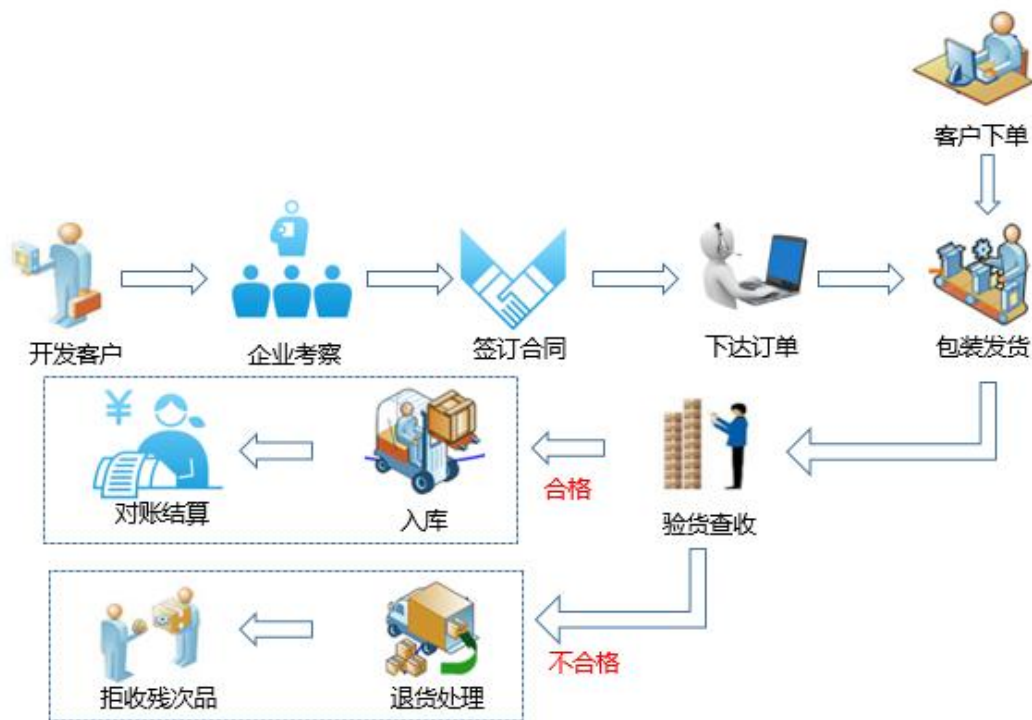 客户下单
开发客户
企业考察
签订合同
下达订单
包装发货
¥
对账结算
入库
合格
验货查收
拒收残次品
退货处理
不合格